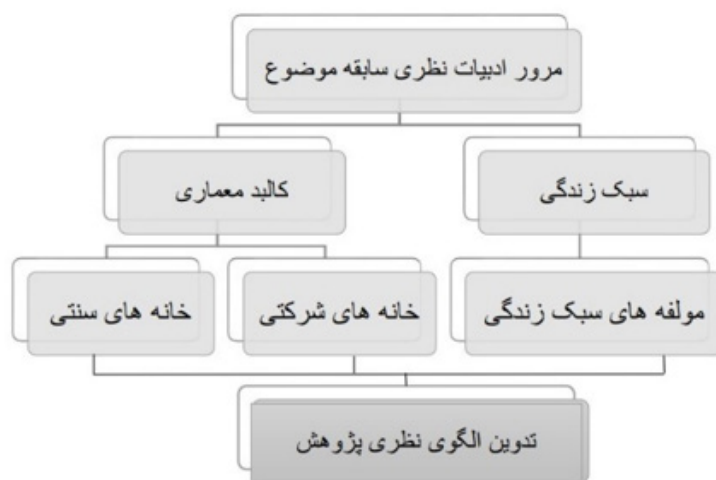 مرور ادبیات نظری سابقه موضوع
سبک زندگی
کالبد معماری
مولفه های سبک زندگی
خانه های شرکتی
خانه های سنتی
تدوین الگوی نظری پژوهش